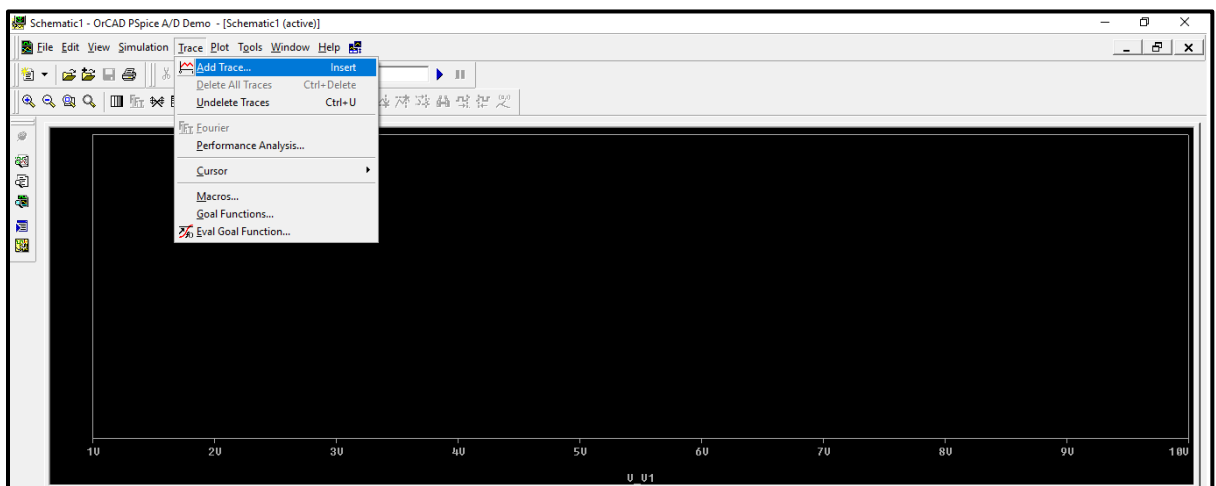 Schematic1 - OrCAD PSpice A/D Demo - [Schematic1 (active)]
File Edit View Simulation Trace Plot Tools Window Help
Add Trace... Insert
Delete All Traces Ctrl+Delete
Undelete Traces Ctrl+U
Fourier
Performance Analysis...
Cursor
Macros...
Goal Functions...
Eval Goal Function...
1V 2V 3V 4V 5V 6V 7V 8V 9V 10V
V_V1